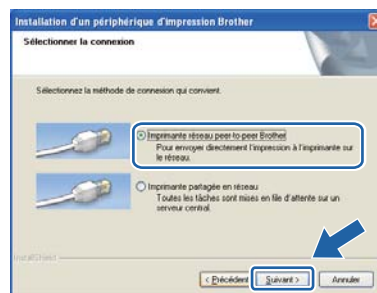 Installation d'un périphérique d'impression Brother
Sélectionner la connexion
Sélectionnez la méthode de connexion qui convient.
Imprimante réseau peer-to-peer Brother
Pour envoyer directement l'impression à l'imprimante sur
le réseau.
Imprimante partagée en réseau
Toutes les tâches sont mises en file d'attente sur un
serveur central.
InstallShield
< Précédent
Suivant >
Annuler